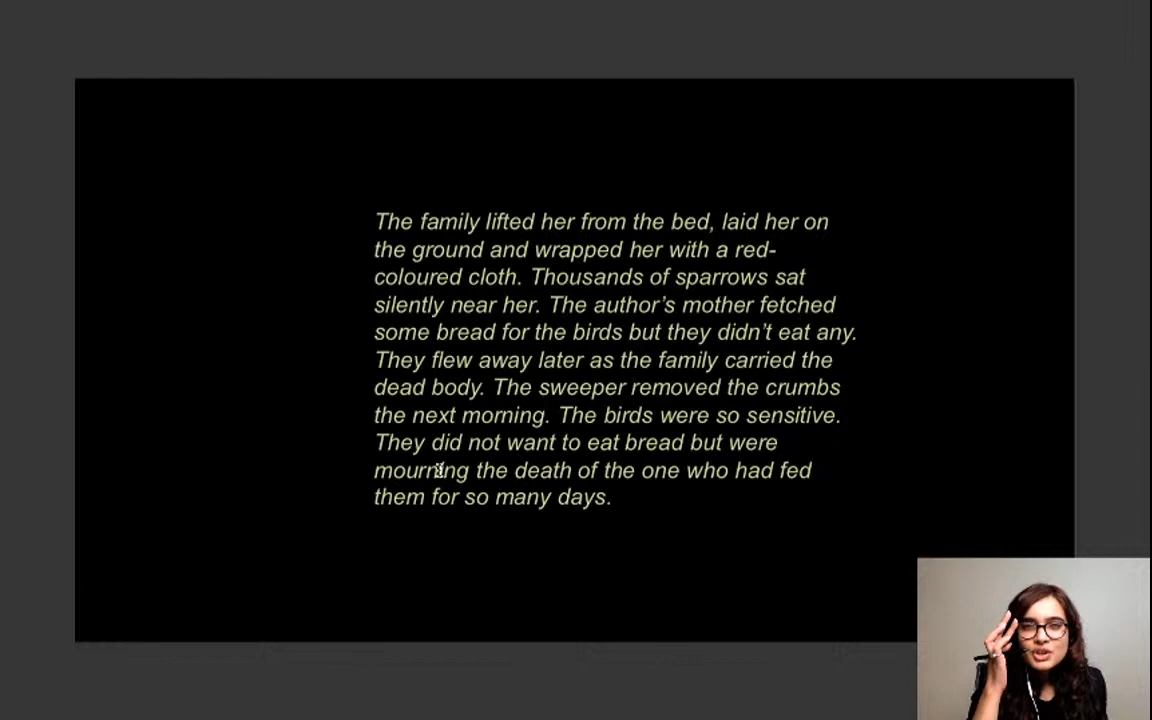 The family lifted her from the bed, laid her on
the ground and wrapped her with a red-
coloured cloth. Thousands of sparrows sat
silently near her. The author's mother fetched
some bread for the birds but they didn't eat any.
They flew away later as the family carried the
dead body. The sweeper removed the crumbs
the next morning. The birds were so sensitive.
They did not want to eat bread but were
mourning the death of the one who had fed
them for so many days.